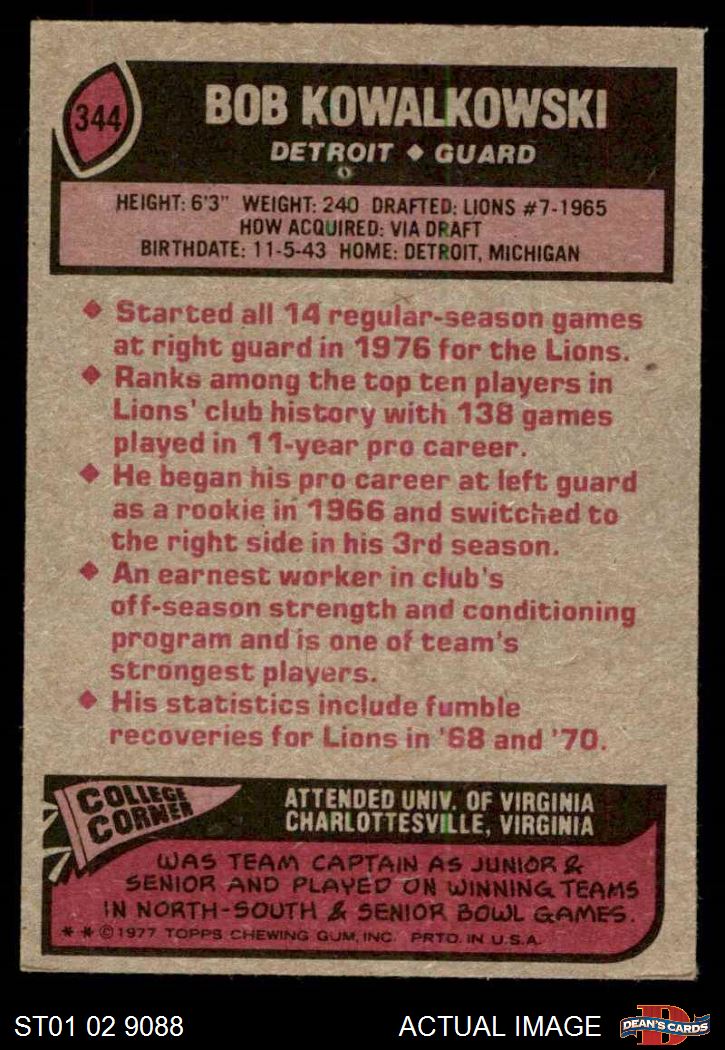 344
BOB KOWALKOWSKI
DETROIT ◆ GUARD
HEIGHT: 6'3" WEIGHT: 240 DRAFTED: LIONS #7-1965
HOW ACQUIRED: VIA DRAFT
BIRTHDATE: 11-5-43 HOME: DETROIT, MICHIGAN
◆ Started all 14 regular-season games
at right guard in 1976 for the Lions.
◆ Ranks among the top ten players in
Lions' club history with 138 games
played in 11-year pro career.
◆ He began his pro career at left guard
as a rookie in 1966 and switched to
the right side in his 3rd season.
◆ An earnest worker in club's
off-season strength and conditioning
program and is one of team's
strongest players.
◆ His statistics include fumble
recoveries for Lions in '68 and '70.
COLLEGE
CORNER
ATTENDED UNIV. OF VIRGINIA
CHARLOTTESVILLE, VIRGINIA
WAS TEAM CAPTAIN AS JUNIOR &
SENIOR AND PLAYED ON WINNING TEAMS
IN NORTH-SOUTH & SENIOR BOWL GAMES.
* * © 1977 TOPPS CHEWING GUM, INC. PRTD. IN U.S.A.
ST01 02 9088
ACTUAL IMAGE
D
DEAN'S CARDS